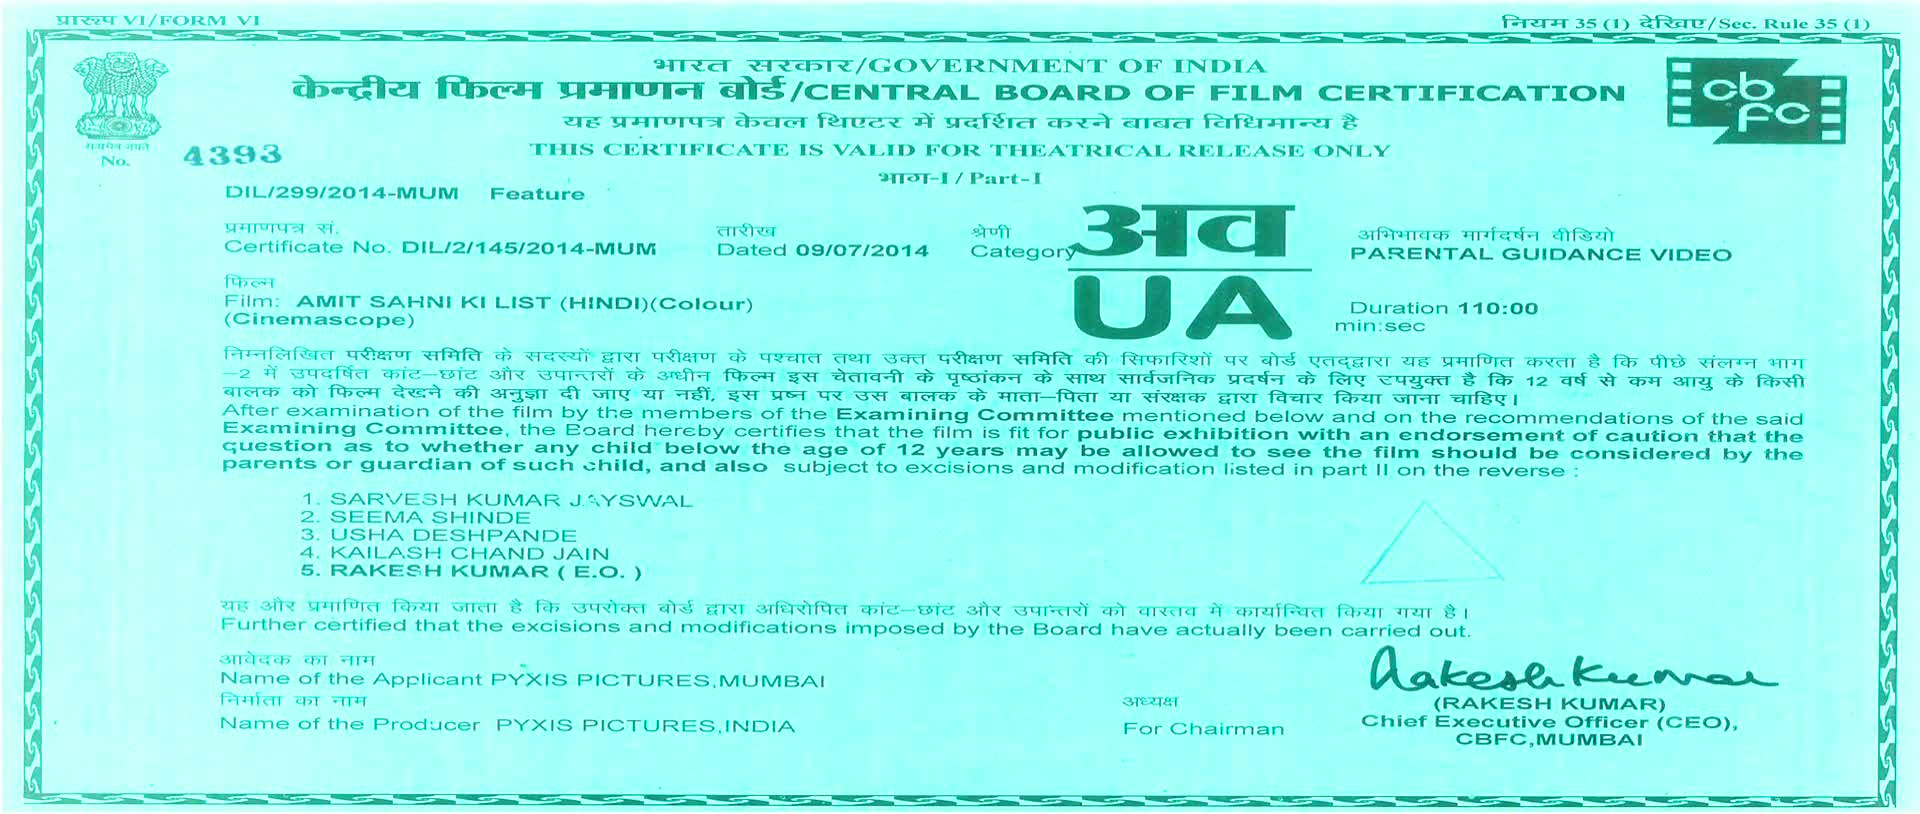 प्रारूप VI/FORM VI
नियम 35 (1) देखिए/Sec. Rule 35 (1)
भारत सरकार/GOVERNMENT OF INDIA
केन्द्रीय फिल्म प्रमाणन बोर्ड/CENTRAL BOARD OF FILM CERTIFICATION
cb
fc
यह प्रमाणपत्र केवल थिएटर में प्रदर्शित करने बाबत विधिमान्य है
सत्यमेव जयते
No. 4393
THIS CERTIFICATE IS VALID FOR THEATRICAL RELEASE ONLY
भाग-I / Part-I
DIL/299/2014-MUM Feature
प्रमाणपत्र सं. तारीख श्रेणी अव अभिभावक मार्गदर्षन वीडियो
Certificate No. DIL/2/145/2014-MUM Dated 09/07/2014 Category PARENTAL GUIDANCE VIDEO
फिल्म
Film: AMIT SAHNI KI LIST (HINDI)(Colour) UA Duration 110:00
(Cinemascope) min:sec
निम्नलिखित परीक्षण समिति के सदस्यों द्वारा परीक्षण के पश्चात तथा उक्त परीक्षण समिति की सिफारिशों पर बोर्ड एतद्द्वारा यह प्रमाणित करता है कि पीछे संलग्न भाग
-2 में उपदर्षित कांट-छांट और उपान्तरों के अधीन फिल्म इस चेतावनी के पृष्ठांकन के साथ सार्वजनिक प्रदर्षन के लिए उपयुक्त है कि 12 वर्ष से कम आयु के किसी
बालक को फिल्म देखने की अनुज्ञा दी जाए या नहीं, इस प्रष्न पर उस बालक के माता-पिता या संरक्षक द्वारा विचार किया जाना चाहिए।
After examination of the film by the members of the Examining Committee mentioned below and on the recommendations of the said
Examining Committee, the Board hereby certifies that the film is fit for public exhibition with an endorsement of caution that the
question as to whether any child below the age of 12 years may be allowed to see the film should be considered by the
parents or guardian of such child, and also subject to excisions and modification listed in part II on the reverse :
1. SARVESH KUMAR JAYSWAL
2. SEEMA SHINDE
3. USHA DESHPANDE
4. KAILASH CHAND JAIN
5. RAKESH KUMAR ( E.O. )
यह और प्रमाणित किया जाता है कि उपरोक्त बोर्ड द्वारा अधिरोपित कांट-छांट और उपान्तरों को वास्तव में कार्यान्वित किया गया है।
Further certified that the excisions and modifications imposed by the Board have actually been carried out.
आवेदक का नाम
Name of the Applicant PYXIS PICTURES,MUMBAI
निर्माता का नाम
Name of the Producer PYXIS PICTURES,INDIA
अध्यक्ष
For Chairman
Rakesh Kumar
(RAKESH KUMAR)
Chief Executive Officer (CEO),
CBFC,MUMBAI